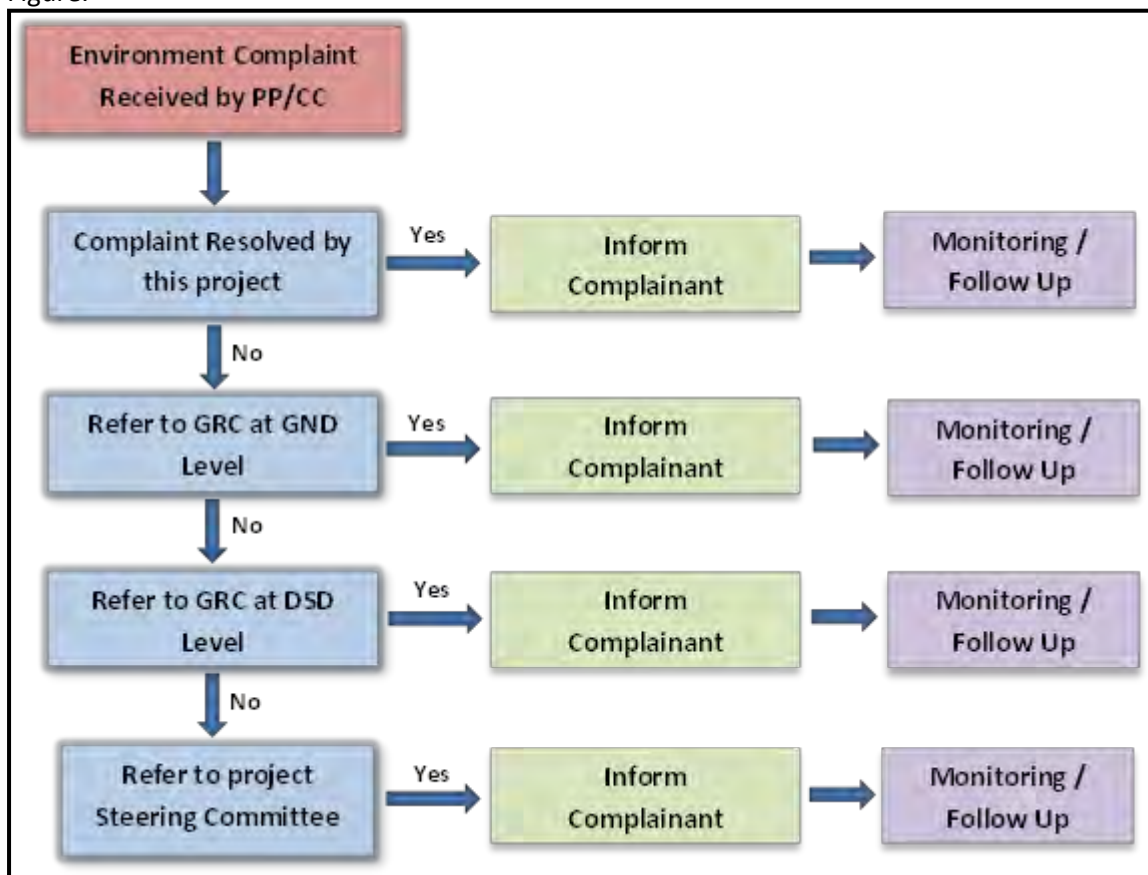 Figure.
Environment Complaint
Received by PP/CC
Complaint Resolved by
this project
Yes
Inform
Complainant
Monitoring /
Follow Up
No
Refer to GRC at GND
Level
Yes
Inform
Complainant
Monitoring /
Follow Up
No
Refer to GRC at DSD
Level
Yes
Inform
Complainant
Monitoring /
Follow Up
No
Refer to project
Steering Committee
Yes
Inform
Complainant
Monitoring /
Follow Up